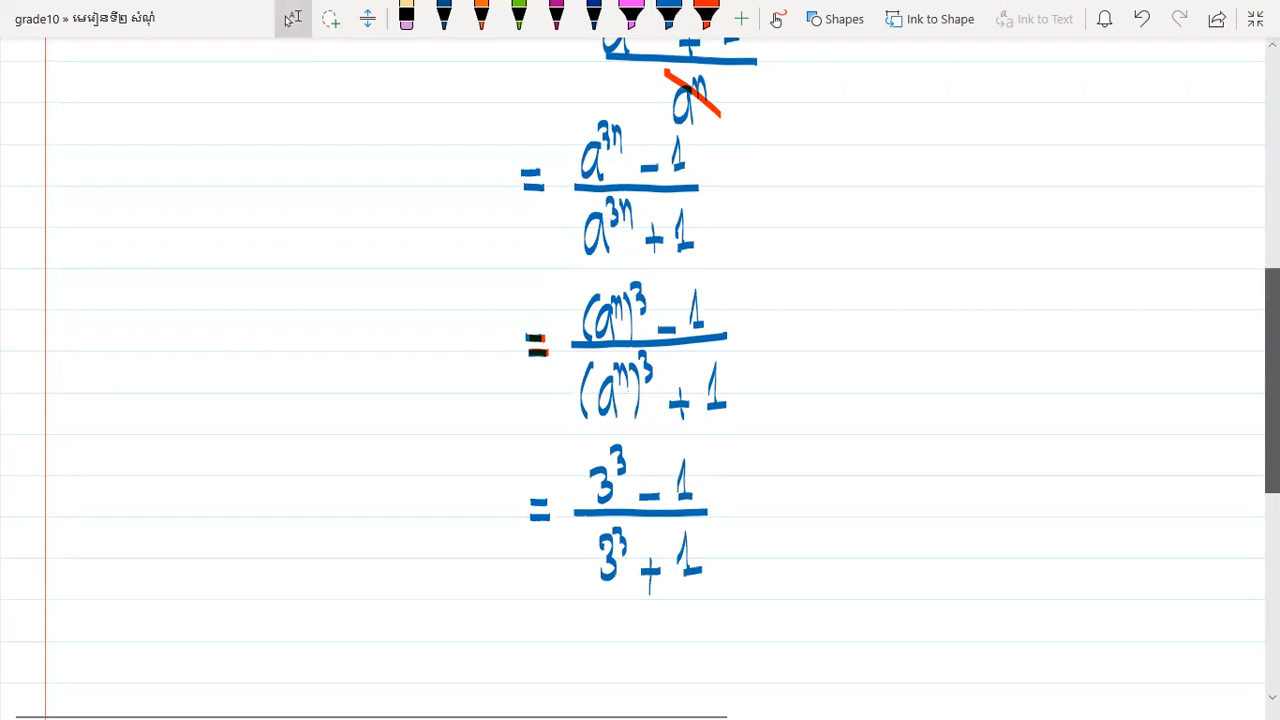 grade10 » មេរៀនទី២ សំណុំ Shapes Ink to Shape Ink to Text
aⁿ
= (a³ⁿ - 1) / (a³ⁿ + 1)
= ((aⁿ)³ - 1) / ((aⁿ)³ + 1)
= (3³ - 1) / (3³ + 1)